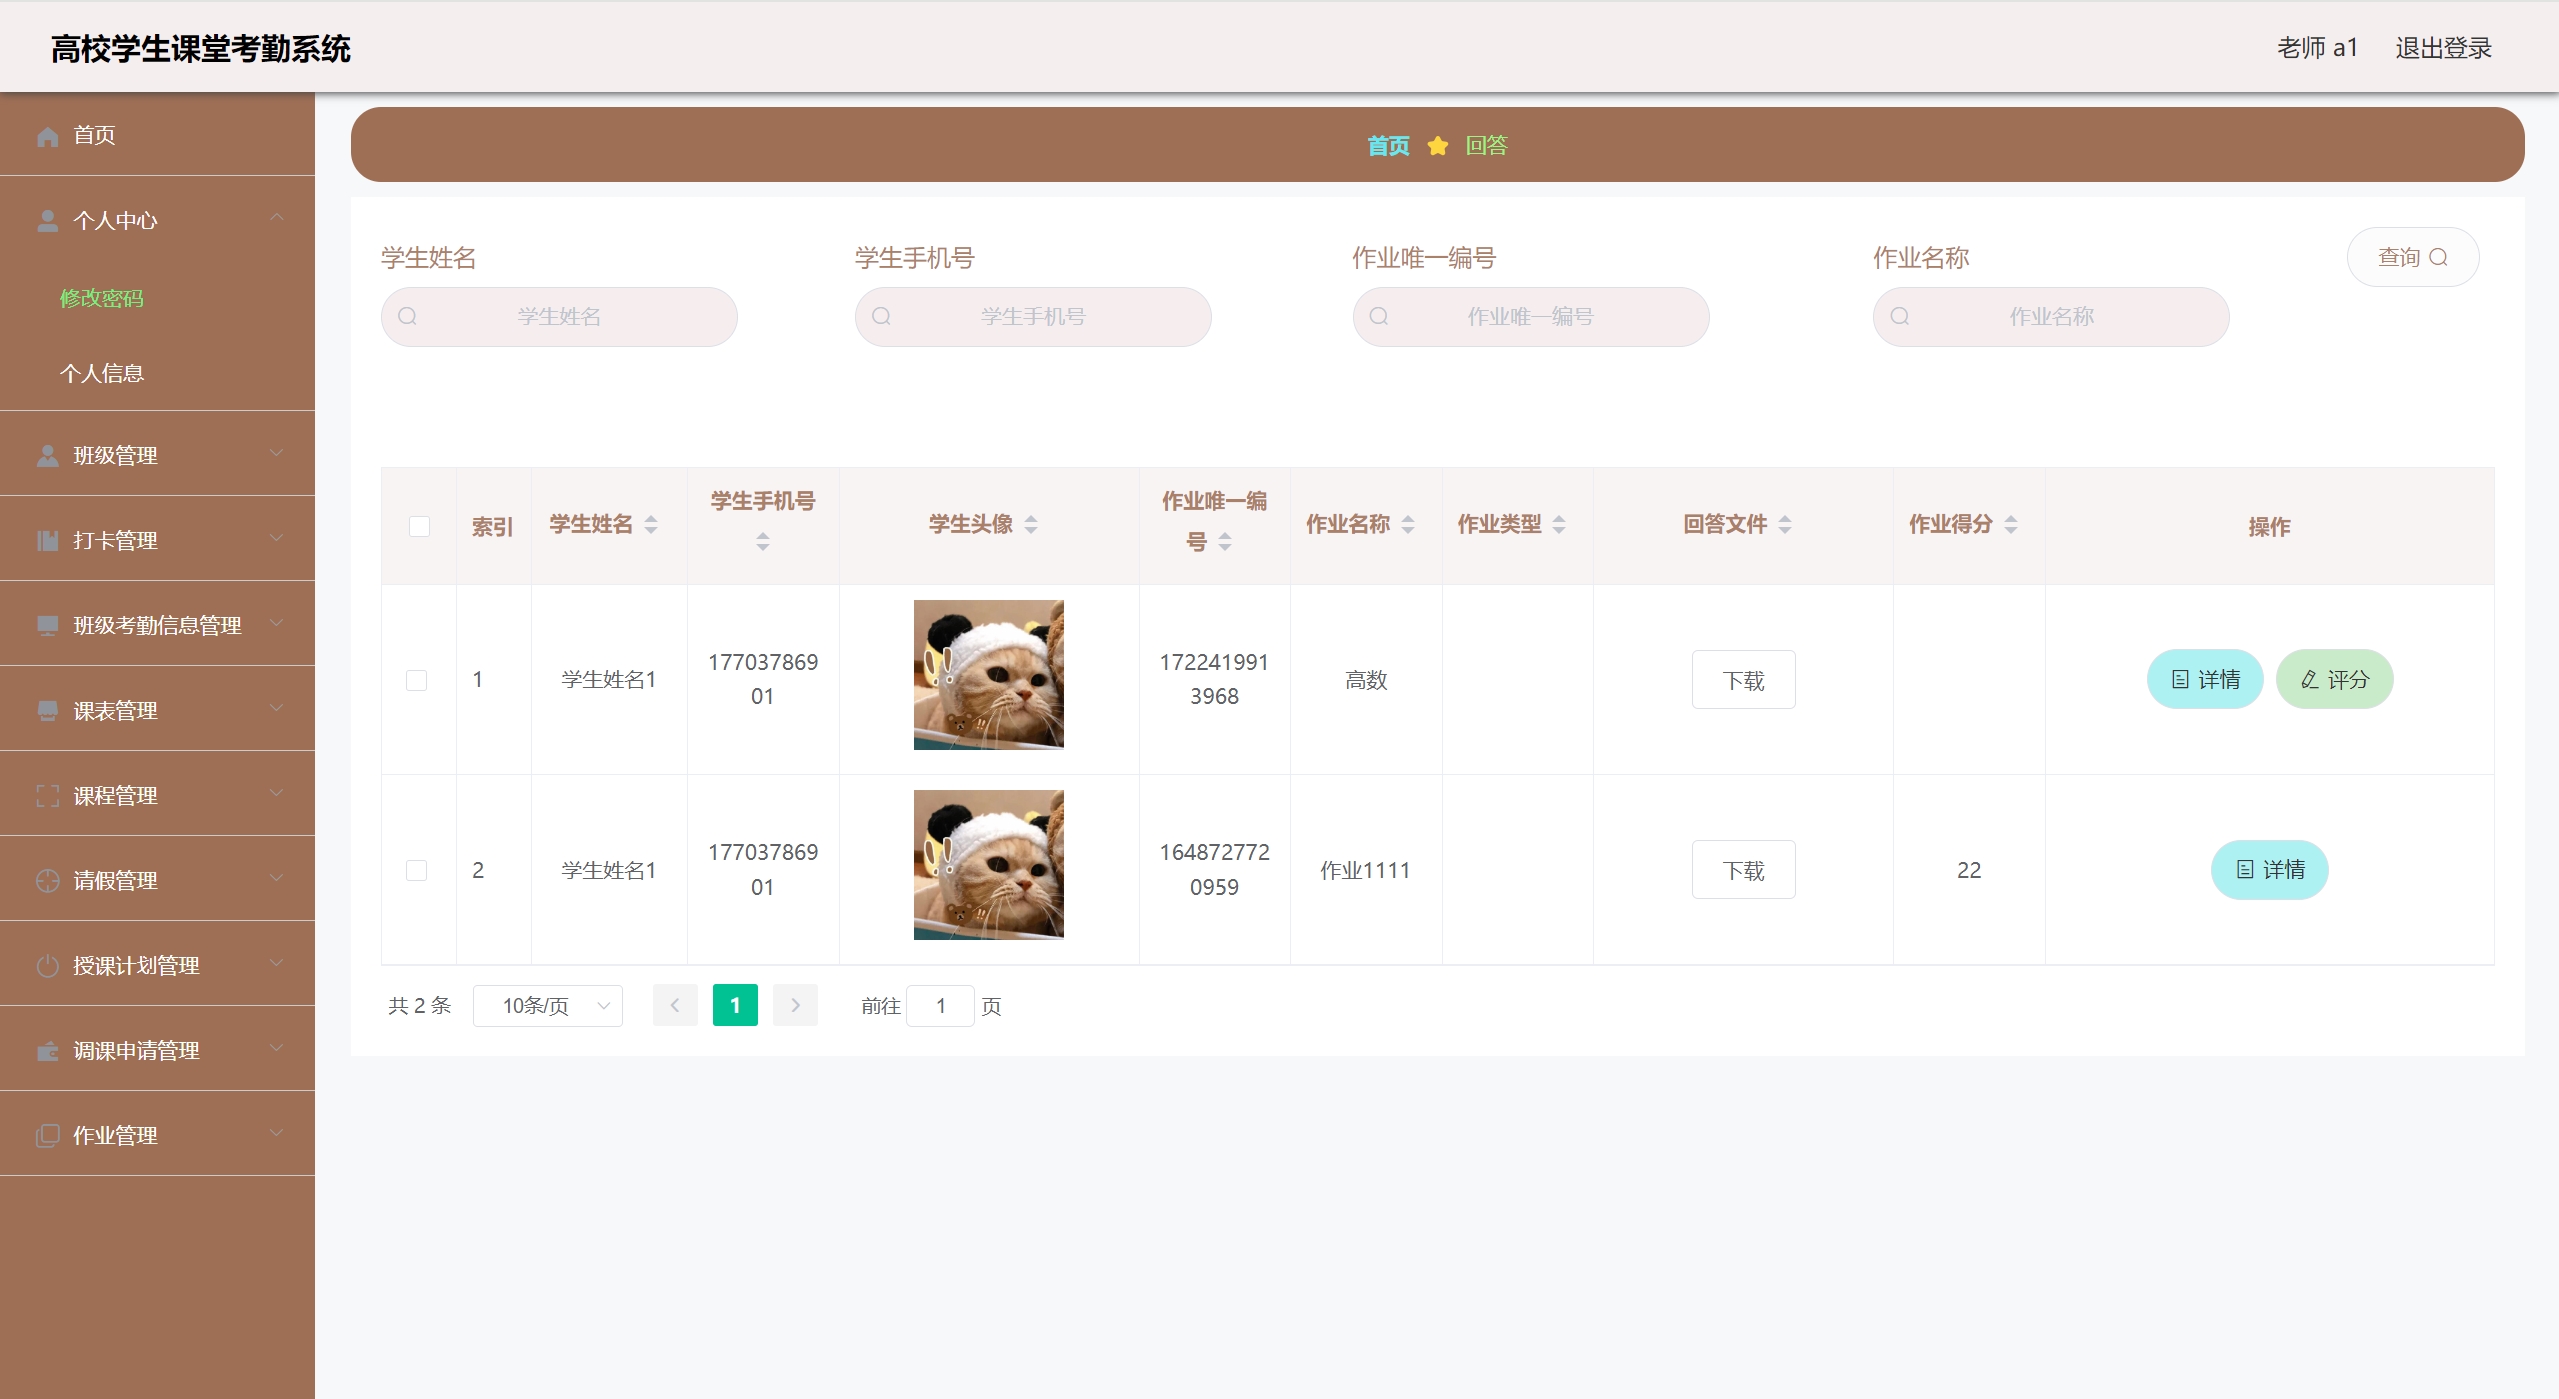 高校学生课堂考勤系统
老师 a1 退出登录
首页
个人中心
修改密码
个人信息
班级管理
打卡管理
班级考勤信息管理
课表管理
课程管理
请假管理
授课计划管理
调课申请管理
作业管理
首页 回答
学生姓名 学生手机号 作业唯一编号 作业名称 查询
学生姓名 学生手机号 作业唯一编号 作业名称
索引 学生姓名 学生手机号 学生头像 作业唯一编号 作业名称 作业类型 回答文件 作业得分 操作
1 学生姓名1 17703786901 1722419913968 高数 下载 详情 评分
2 学生姓名1 17703786901 1648727720959 作业1111 下载 22 详情
共 2 条 10条/页 1 前往 1 页